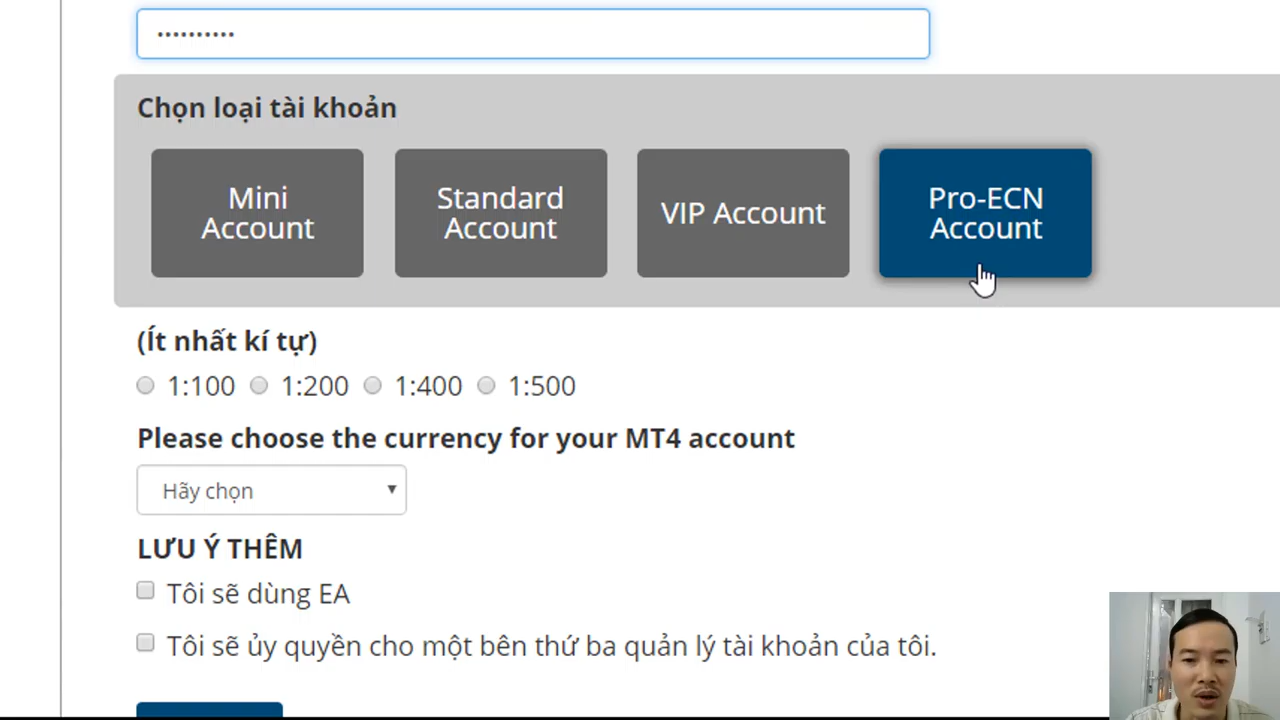 ••••••••••
Chọn loại tài khoản
Mini
Account
Standard
Account
VIP Account
Pro-ECN
Account
(Ít nhất kí tự)
1:100 1:200 1:400 1:500
Please choose the currency for your MT4 account
Hãy chọn
LƯU Ý THÊM
Tôi sẽ dùng EA
Tôi sẽ ủy quyền cho một bên thứ ba quản lý tài khoản của tôi.